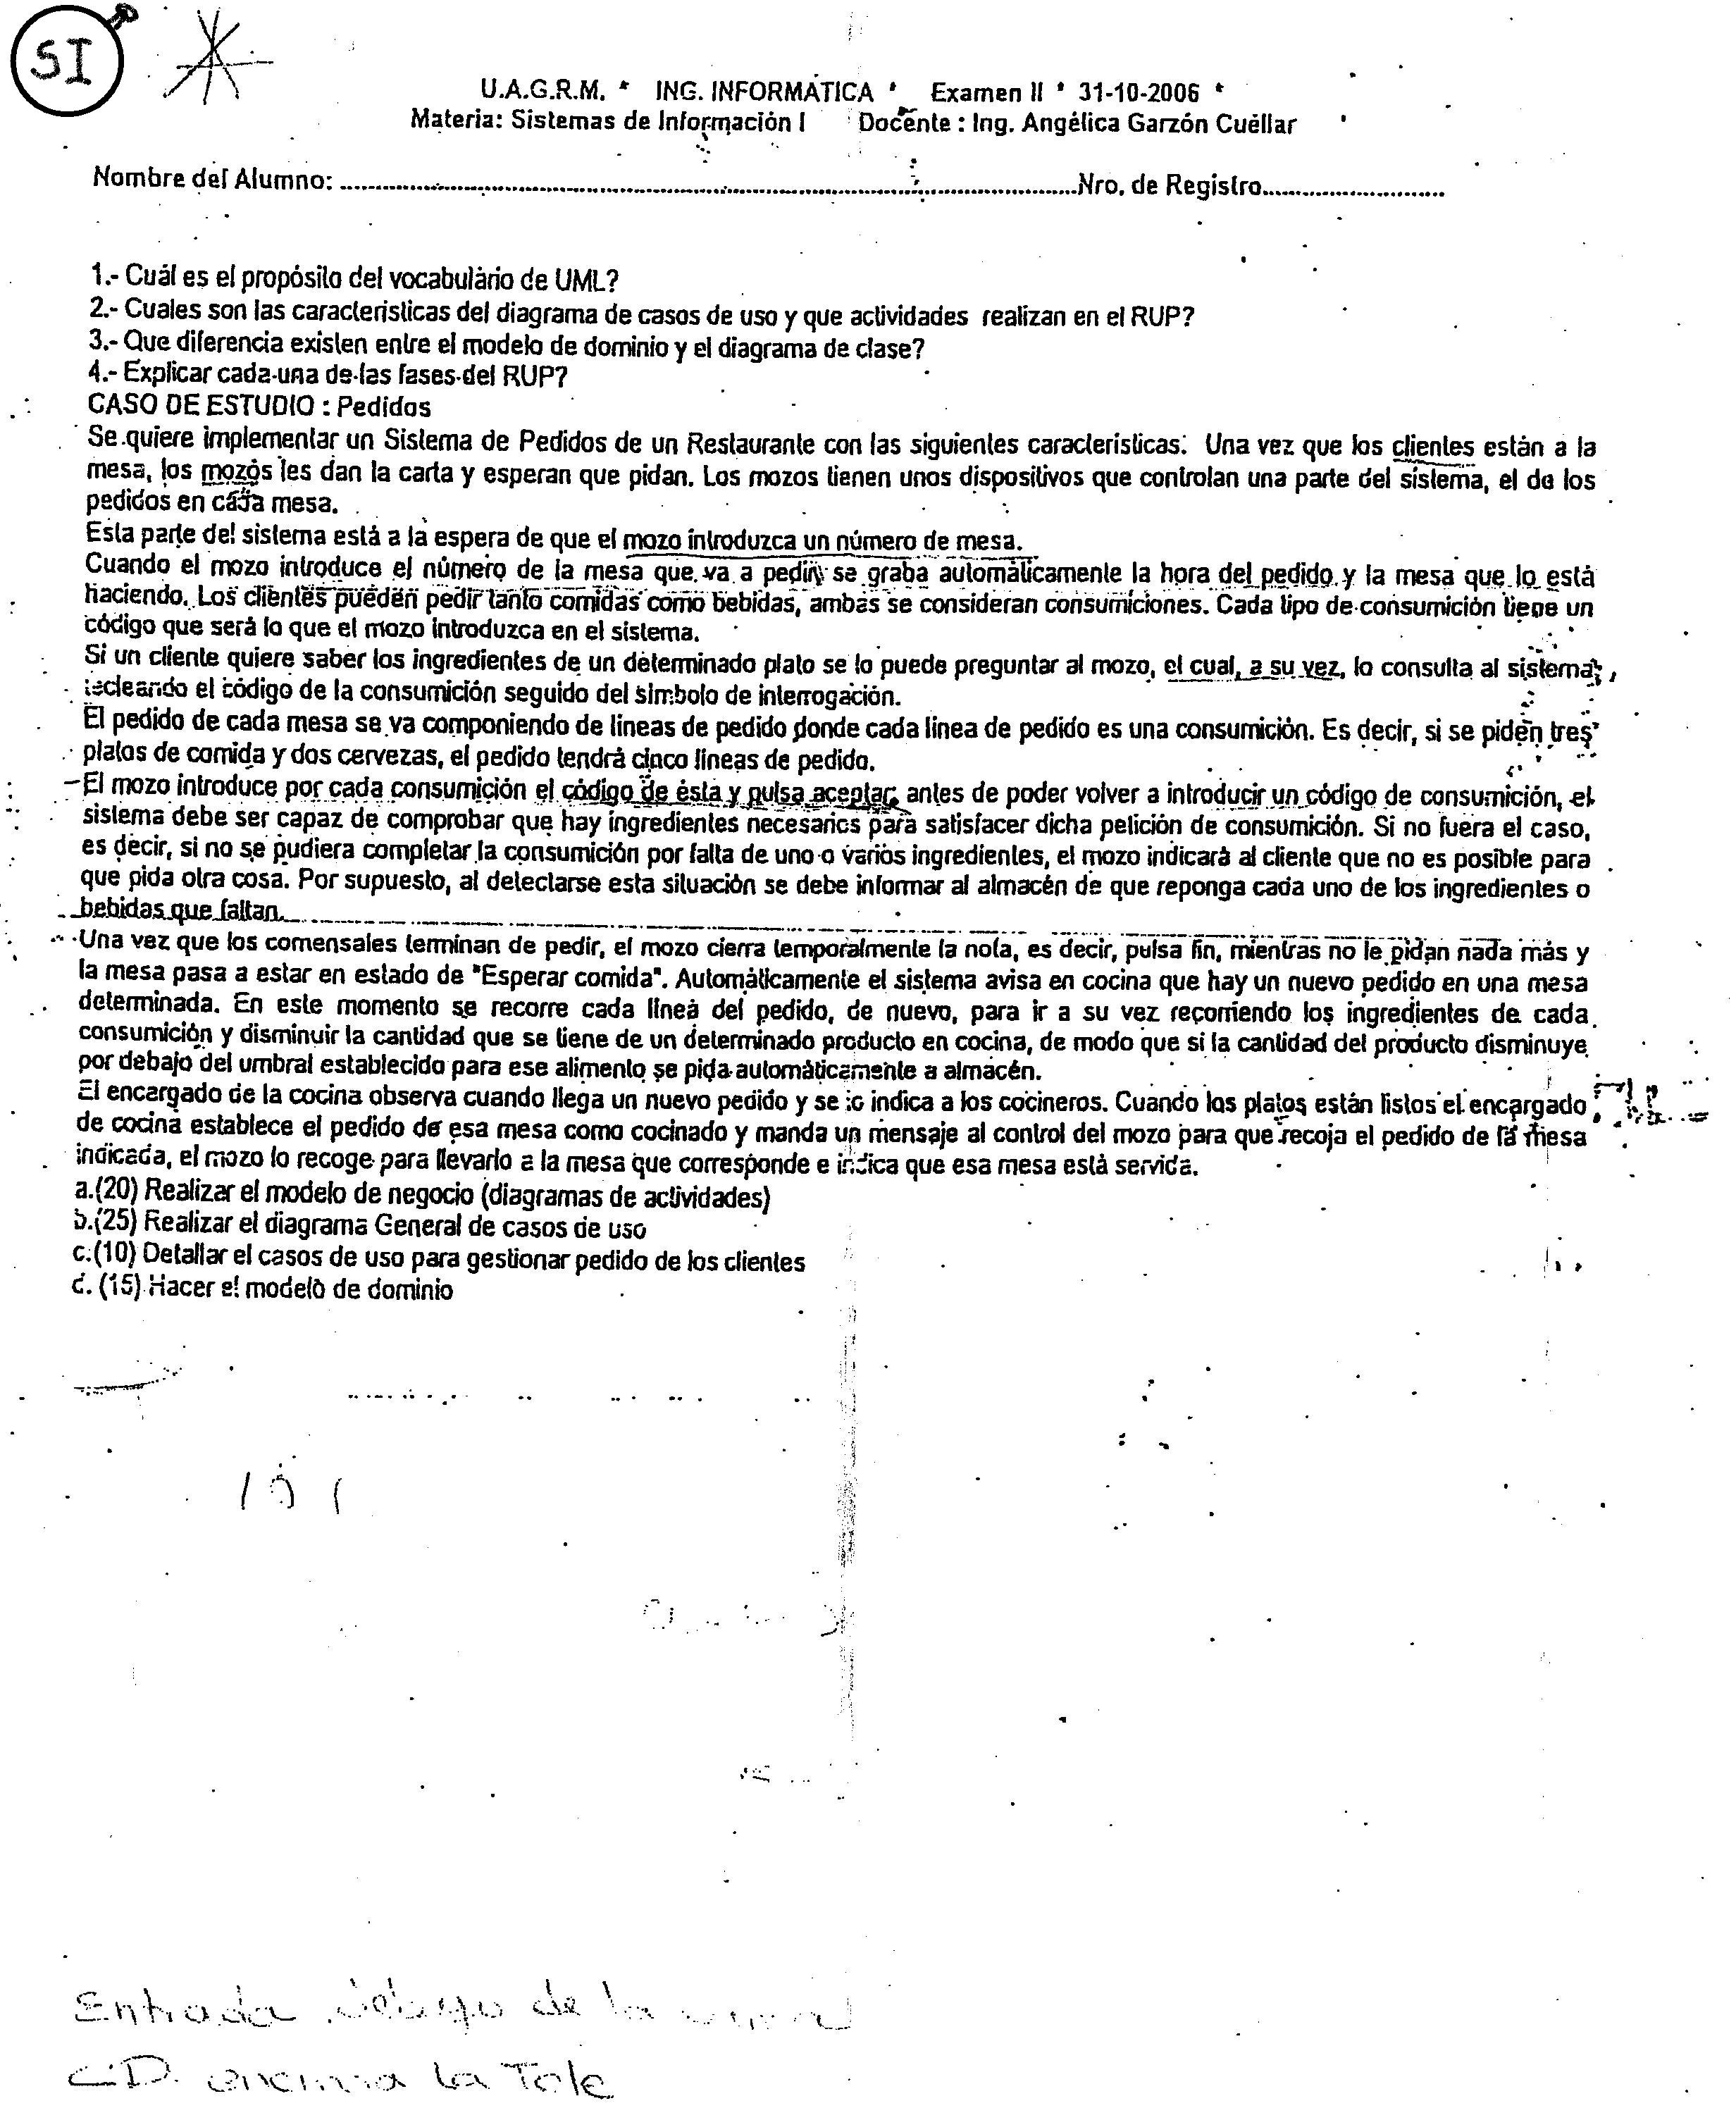 SI
U.A.G.R.M. * ING. INFORMÁTICA * Examen II * 31-10-2006 *
Materia: Sistemas de Información I Docente : Ing. Angélica Garzón Cuéllar
Nombre del Alumno: ........................................Nro. de Registro.........................
1.- Cuál es el propósito del vocabulario de UML?
2.- Cuales son las características del diagrama de casos de uso y que actividades realizan en el RUP?
3.- Que diferencia existen entre el modelo de dominio y el diagrama de clase?
4.- Explicar cada una de las fases del RUP?
CASO DE ESTUDIO : Pedidos
Se quiere implementar un Sistema de Pedidos de un Restaurante con las siguientes características: Una vez que los clientes están a la
mesa, los mozos les dan la carta y esperan que pidan. Los mozos tienen unos dispositivos que controlan una parte del sistema, el de los
pedidos en cada mesa.
Esta parte del sistema está a la espera de que el mozo introduzca un número de mesa.
Cuando el mozo introduce el número de la mesa que va a pedir, se graba automáticamente la hora del pedido y la mesa que lo está
haciendo. Los clientes pueden pedir tanto comidas como bebidas, ambas se consideran consumiciones. Cada tipo de consumición tiene un
código que será lo que el mozo introduzca en el sistema.
Si un cliente quiere saber los ingredientes de un determinado plato se lo puede preguntar al mozo, el cual, a su vez, lo consulta al sistema,
tecleando el código de la consumición seguido del símbolo de interrogación.
El pedido de cada mesa se va componiendo de líneas de pedido donde cada línea de pedido es una consumición. Es decir, si se piden tres
platos de comida y dos cervezas, el pedido tendrá cinco líneas de pedido.
El mozo introduce por cada consumición el código de ésta y pulsa aceptar, antes de poder volver a introducir un código de consumición, el
sistema debe ser capaz de comprobar que hay ingredientes necesarios para satisfacer dicha petición de consumición. Si no fuera el caso,
es decir, si no se pudiera completar la consumición por falta de uno o varios ingredientes, el mozo indicará al cliente que no es posible para
que pida otra cosa. Por supuesto, al detectarse esta situación se debe informar al almacén de que reponga cada uno de los ingredientes o
bebidas que faltan.
Una vez que los comensales terminan de pedir, el mozo cierra temporalmente la nota, es decir, pulsa fin, mientras no le pidan nada más y
la mesa pasa a estar en estado de "Esperar comida". Automáticamente el sistema avisa en cocina que hay un nuevo pedido en una mesa
determinada. En este momento se recorre cada línea del pedido, de nuevo, para ir a su vez recorriendo los ingredientes de cada
consumición y disminuir la cantidad que se tiene de un determinado producto en cocina, de modo que si la cantidad del producto disminuye
por debajo del umbral establecido para ese alimento se pida automáticamente a almacén.
El encargado de la cocina observa cuando llega un nuevo pedido y se lo indica a los cocineros. Cuando los platos están listos el encargado
de cocina establece el pedido de esa mesa como cocinado y manda un mensaje al control del mozo para que recoja el pedido de la mesa
indicada, el mozo lo recoge para llevarlo a la mesa que corresponde e indica que esa mesa está servida.
a.(20) Realizar el modelo de negocio (diagramas de actividades)
b.(25) Realizar el diagrama General de casos de uso
c.(10) Detallar el casos de uso para gestionar pedido de los clientes
d. (15) Hacer el modelo de dominio
Entrada de la
CD. encima la Tele